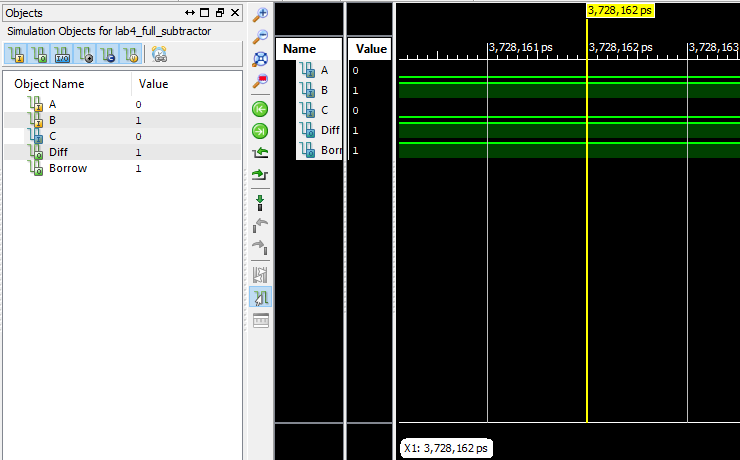 Objects
Simulation Objects for lab4_full_subtractor
Object Name Value
A 0
B 1
C 0
Diff 1
Borrow 1
Name Value
A 0
B 1
C 0
Diff 1
Borr 1
3,728,162 ps
3,728,161 ps 3,728,162 ps 3,728,163
X1: 3,728,162 ps